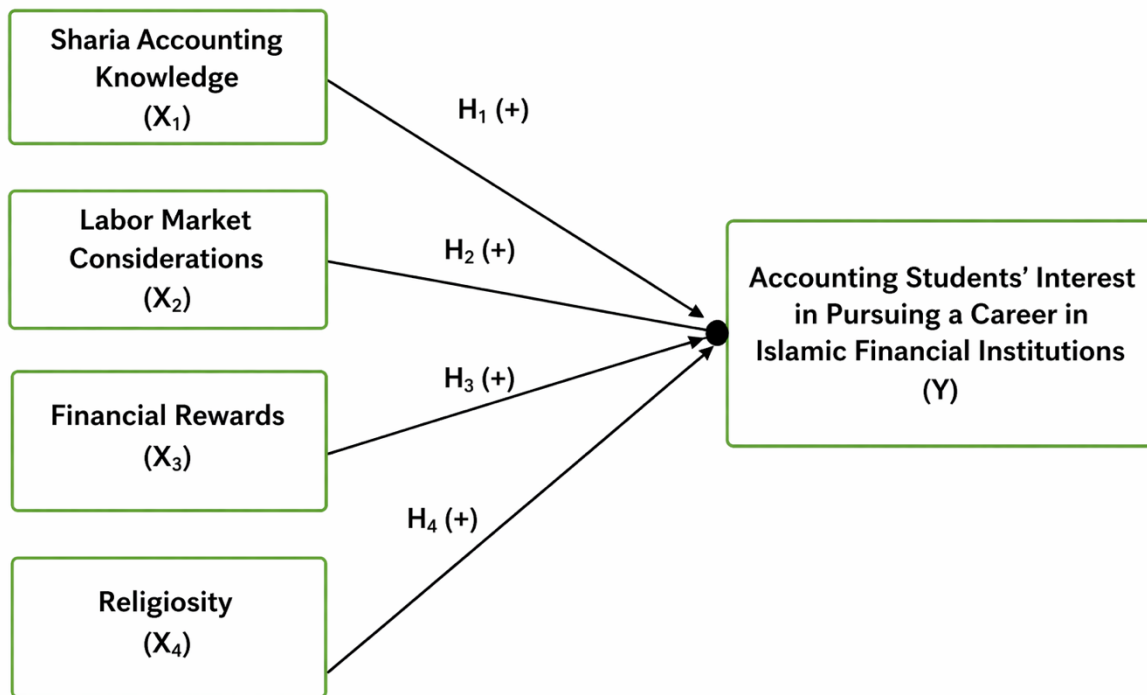 Sharia Accounting
Knowledge
(X₁)
H₁ (+)
Labor Market
Considerations
(X₂)
H₂ (+)
Accounting Students’ Interest
in Pursuing a Career in
Islamic Financial Institutions
(Y)
Financial Rewards
(X₃)
H₃ (+)
Religiosity
(X₄)
H₄ (+)